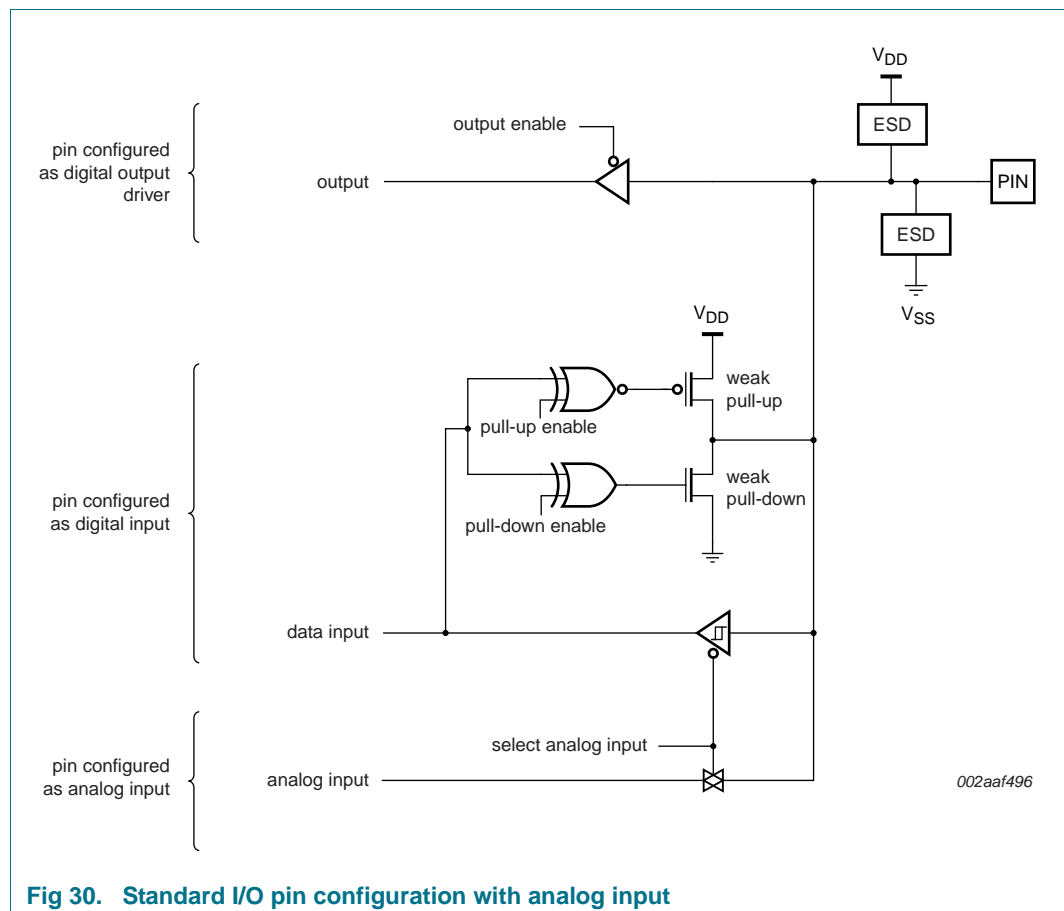 VDD
ESD
output enable
pin configured
as digital output
driver
output
PIN
ESD
VSS
VDD
weak
pull-up
pull-up enable
weak
pull-down
pin configured
as digital input
pull-down enable
data input
select analog input
pin configured
as analog input
analog input
002aaf496
Fig 30. Standard I/O pin configuration with analog input